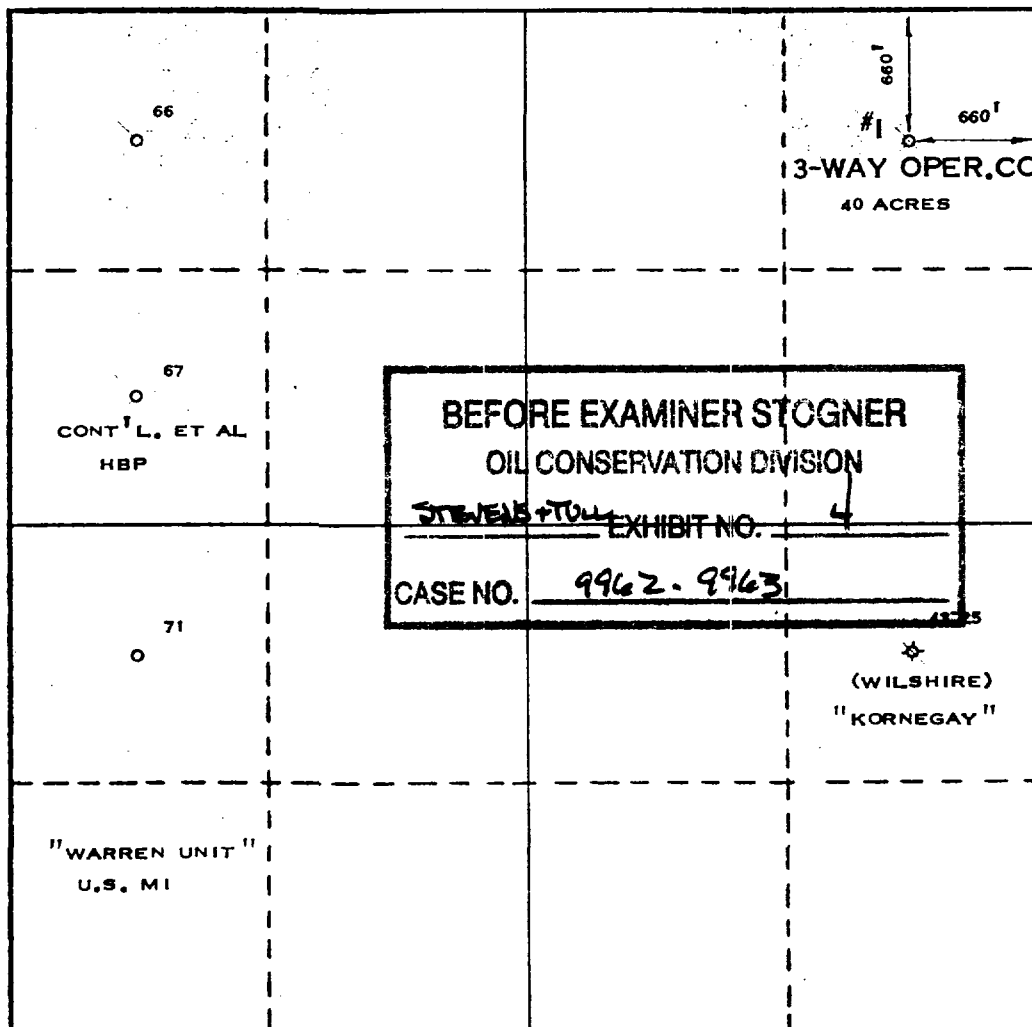 66
660'
#1
660'
3-WAY OPER.CO
40 ACRES
67
CONT'L. ET AL
HBP
BEFORE EXAMINER STOGNER
OIL CONSERVATION DIVISION
STEVENS+TULL EXHIBIT NO. 4
CASE NO. 9962 - 9963
71
(WILSHIRE)
"KORNEGAY"
"WARREN UNIT"
U.S. MI